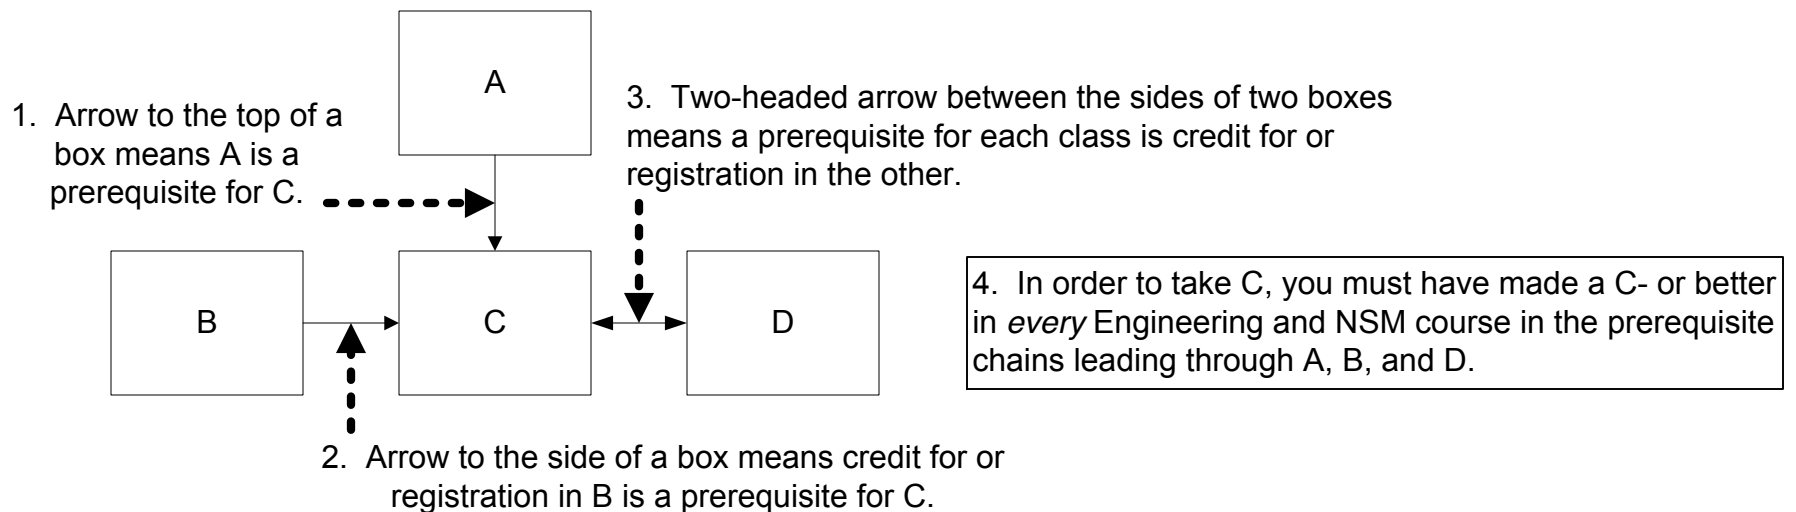 A
1. Arrow to the top of a
box means A is a
prerequisite for C.
3. Two-headed arrow between the sides of two boxes
means a prerequisite for each class is credit for or
registration in the other.
B
C
D
4. In order to take C, you must have made a C- or better
in every Engineering and NSM course in the prerequisite
chains leading through A, B, and D.
2. Arrow to the side of a box means credit for or
registration in B is a prerequisite for C.